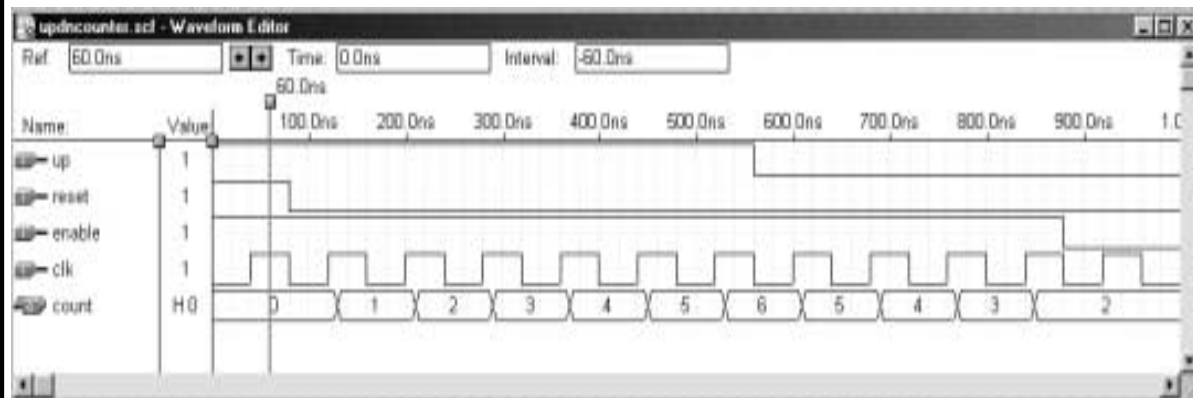 updncounter.scf - Waveform Editor
Ref: 60.0ns Time: 0.0ns Interval: -60.0ns
60.0ns
Name: Value: 100.0ns 200.0ns 300.0ns 400.0ns 500.0ns 600.0ns 700.0ns 800.0ns 900.0ns 1.0
up 1
reset 1
enable 1
clk 1
count H 0 0 1 2 3 4 5 6 5 4 3 2